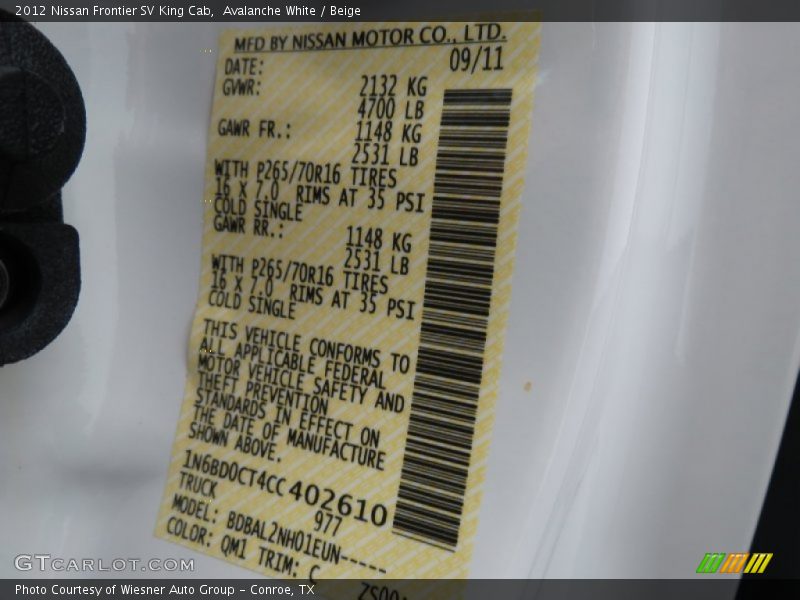 2012 Nissan Frontier SV King Cab,  Avalanche White / Beige
MFD BY NISSAN MOTOR CO., LTD.
DATE: 09/11
GVWR: 2132 KG
4700 LB
GAWR FR.: 1148 KG
2531 LB
WITH P265/70R16 TIRES
16 X 7.0 RIMS AT 35 PSI
COLD SINGLE
GAWR RR.: 1148 KG
2531 LB
WITH P265/70R16 TIRES
16 X 7.0 RIMS AT 35 PSI
COLD SINGLE
THIS VEHICLE CONFORMS TO
ALL APPLICABLE FEDERAL
MOTOR VEHICLE SAFETY AND
THEFT PREVENTION
STANDARDS IN EFFECT ON
THE DATE OF MANUFACTURE
SHOWN ABOVE.
1N6BD0CT4CC402610
TRUCK 977
MODEL: BDBAL2NH01EUN-----
COLOR: QM1 TRIM: C
GTCARLOT.COM
Photo Courtesy of Wiesner Auto Group - Conroe, TX